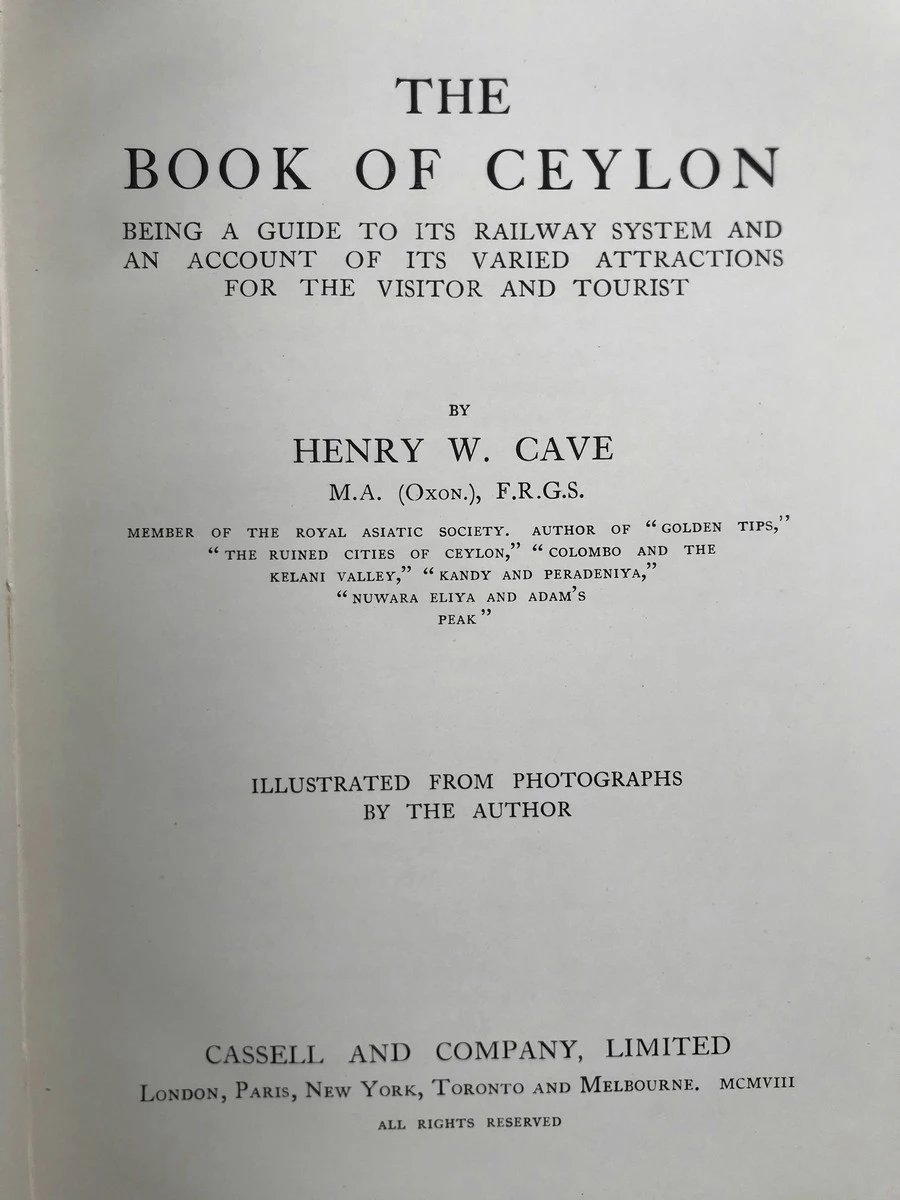 THE
BOOK OF CEYLON
BEING A GUIDE TO ITS RAILWAY SYSTEM AND
AN ACCOUNT OF ITS VARIED ATTRACTIONS
FOR THE VISITOR AND TOURIST
BY
HENRY W. CAVE
M.A. (OXON.), F.R.G.S.
MEMBER OF THE ROYAL ASIATIC SOCIETY. AUTHOR OF "GOLDEN TIPS,"
"THE RUINED CITIES OF CEYLON," "COLOMBO AND THE
KELANI VALLEY," "KANDY AND PERADENIYA,"
"NUWARA ELIYA AND ADAM'S
PEAK"
ILLUSTRATED FROM PHOTOGRAPHS
BY THE AUTHOR
CASSELL AND COMPANY, LIMITED
LONDON, PARIS, NEW YORK, TORONTO AND MELBOURNE. MCMVIII
ALL RIGHTS RESERVED